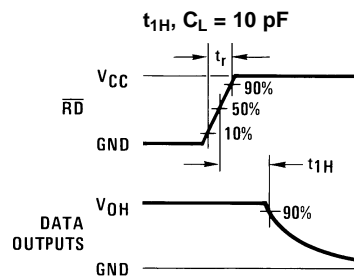 t1H, CL = 10 pF
tr
VCC
90%
RD
50%
10%
GND
t1H
VOH
90%
DATA
OUTPUTS
GND